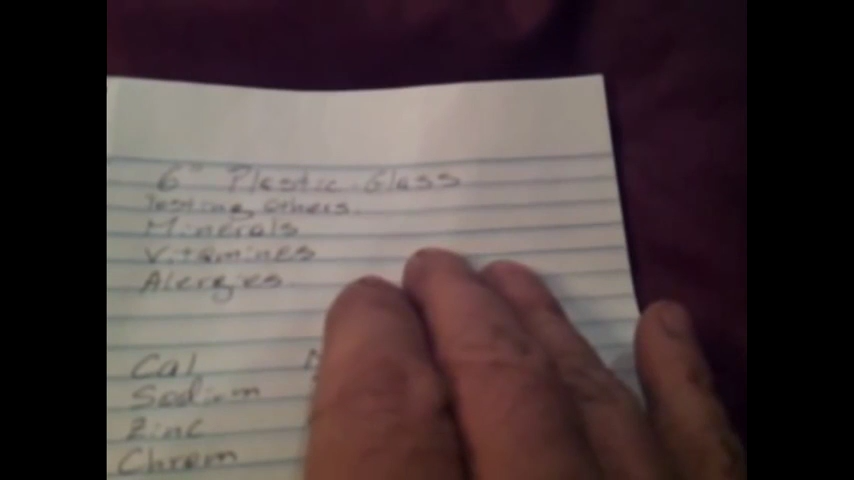 6" Plastic-Glass
Testing others
Minerals
Vitamines
Alergies
Cal
Sodium
Zinc
Chrom